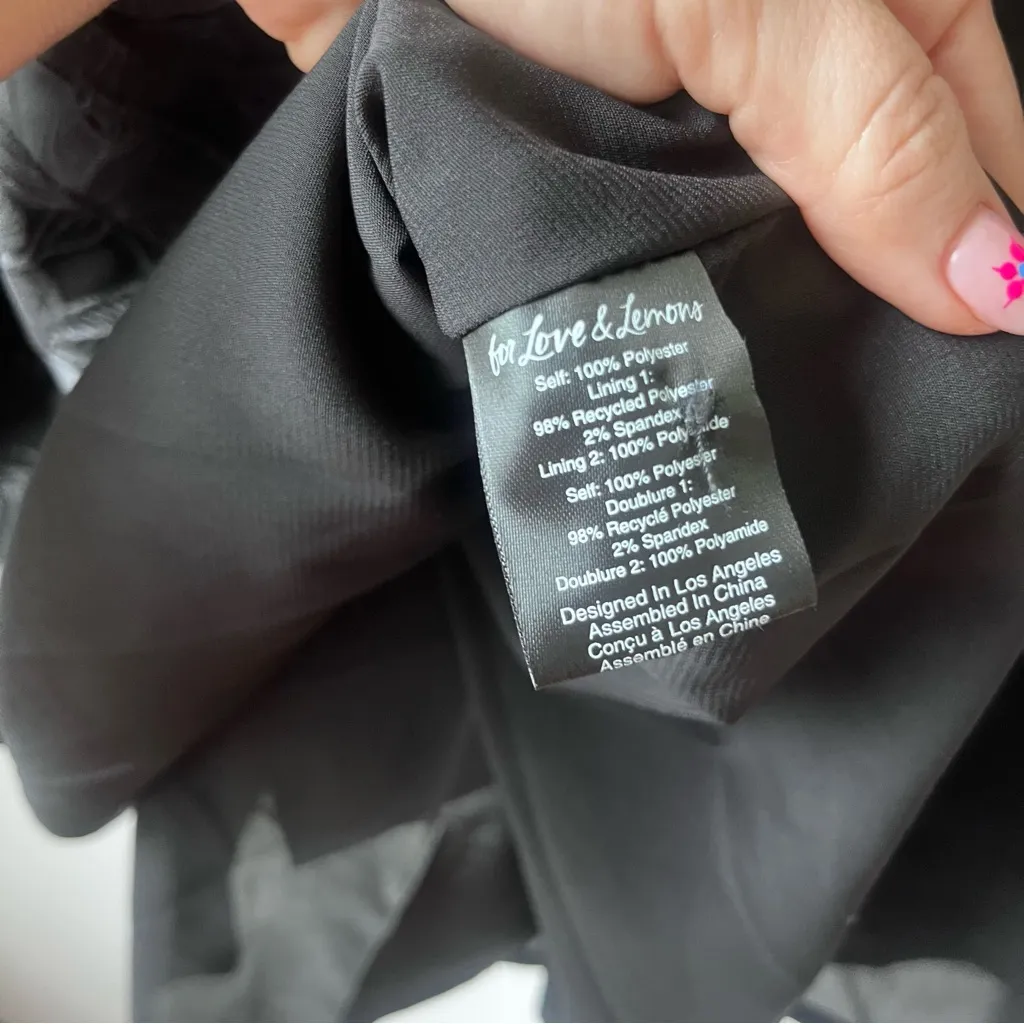 for Love & Lemons
Self: 100% Polyester
Lining 1:
98% Recycled Polyester
2% Spandex
Lining 2: 100% Polyamide
Self: 100% Polyester
Doublure 1:
98% Recyclé Polyester
2% Spandex
Doublure 2: 100% Polyamide
Designed In Los Angeles
Assembled In China
Conçu à Los Angeles
Assemblé en Chine